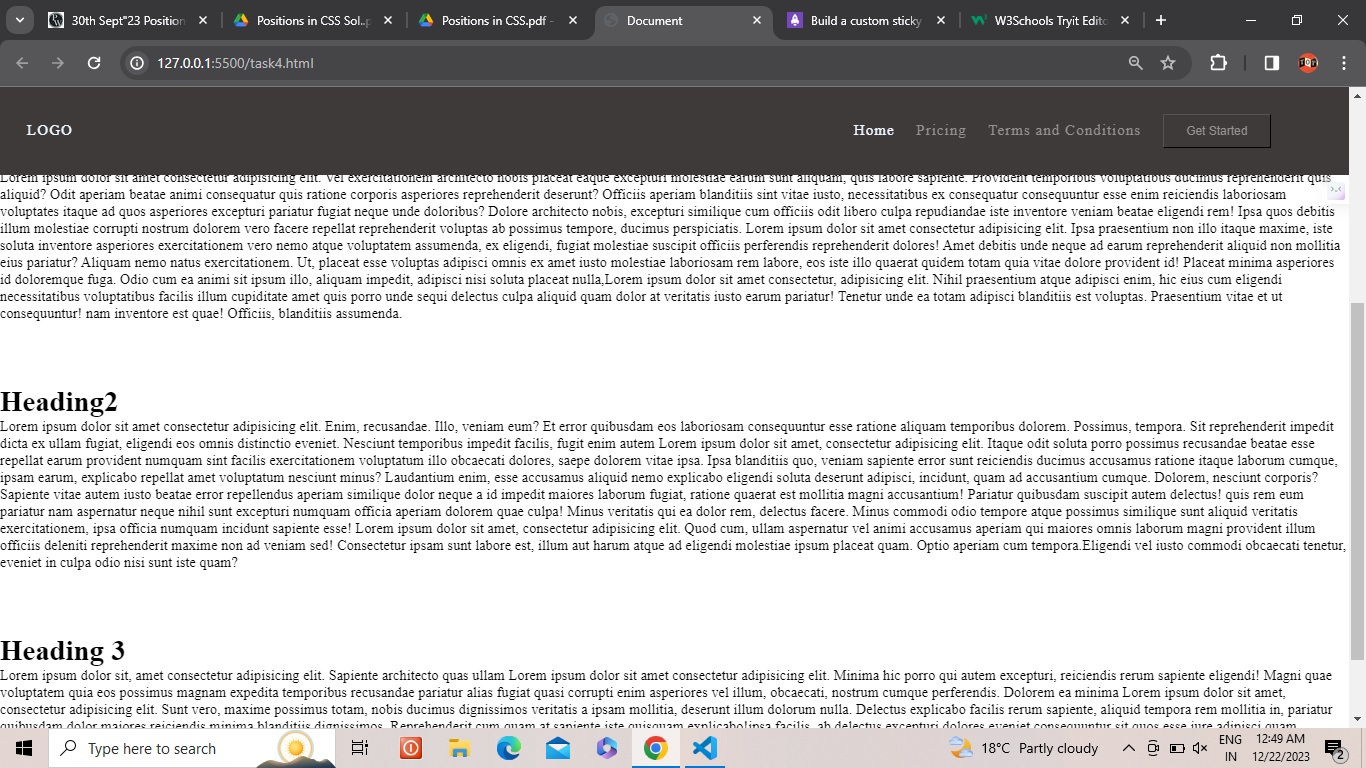 30th Sept"23 Position
Positions in CSS Sol..p
Positions in CSS.pdf -
Document
Build a custom sticky
W3Schools Tryit Edito
127.0.0.1:5500/task4.html
LOGO
Home
Pricing
Terms and Conditions
Get Started
Lorem ipsum dolor sit amet consectetur adipisicing elit. Vel exercitationem architecto nobis placeat eaque excepturi molestiae earum sunt aliquam, quis labore sapiente. Provident temporibus voluptatibus ducimus reprehenderit quis
aliquid? Odit aperiam beatae animi consequatur quis ratione corporis asperiores reprehenderit deserunt? Officiis aperiam blanditiis sint vitae iusto, necessitatibus ex consequatur consequuntur esse enim reiciendis laboriosam
voluptates itaque ad quos asperiores excepturi pariatur fugiat neque unde doloribus? Dolore architecto nobis, excepturi similique cum officiis odit libero culpa repudiandae iste inventore veniam beatae eligendi rem! Ipsa quos debitis
illum molestiae corrupti nostrum dolorem vero facere repellat reprehenderit voluptas ab possimus tempore, ducimus perspiciatis. Lorem ipsum dolor sit amet consectetur adipisicing elit. Ipsa praesentium non illo itaque maxime, iste
soluta inventore asperiores exercitationem vero nemo atque voluptatem assumenda, ex eligendi, fugiat molestiae suscipit officiis perferendis reprehenderit dolores! Amet debitis unde neque ad earum reprehenderit aliquid non mollitia
eius pariatur? Aliquam nemo natus exercitationem. Ut, placeat esse voluptas adipisci omnis ex amet iusto molestiae laboriosam rem labore, eos iste illo quaerat quidem totam quia vitae dolore provident id! Placeat minima asperiores
id doloremque fuga. Odio cum ea animi sit ipsum illo, aliquam impedit, adipisci nisi soluta placeat nulla,Lorem ipsum dolor sit amet consectetur, adipisicing elit. Nihil praesentium atque adipisci enim, hic eius cum eligendi
necessitatibus voluptatibus facilis illum cupiditate amet quis porro unde sequi delectus culpa aliquid quam dolor at veritatis iusto earum pariatur! Tenetur unde ea totam adipisci blanditiis est voluptas. Praesentium vitae et ut
consequuntur! nam inventore est quae! Officiis, blanditiis assumenda.
Heading2
Lorem ipsum dolor sit amet consectetur adipisicing elit. Enim, recusandae. Illo, veniam eum? Et error quibusdam eos laboriosam consequuntur esse ratione aliquam temporibus dolorem. Possimus, tempora. Sit reprehenderit impedit
dicta ex ullam fugiat, eligendi eos omnis distinctio eveniet. Nesciunt temporibus impedit facilis, fugit enim autem Lorem ipsum dolor sit amet, consectetur adipisicing elit. Itaque odit soluta porro possimus recusandae beatae esse
repellat earum provident numquam sint facilis exercitationem voluptatum illo obcaecati dolores, saepe dolorem vitae ipsa. Ipsa blanditiis quo, veniam sapiente error sunt reiciendis ducimus accusamus ratione itaque laborum cumque,
ipsam earum, explicabo repellat amet voluptatum nesciunt minus? Laudantium enim, esse accusamus aliquid nemo explicabo eligendi soluta deserunt adipisci, incidunt, quam ad accusantium cumque. Dolorem, nesciunt corporis?
Sapiente vitae autem iusto beatae error repellendus aperiam similique dolor neque a id impedit maiores laborum fugiat, ratione quaerat est mollitia magni accusantium! Pariatur quibusdam suscipit autem delectus! quis rem eum
pariatur nam aspernatur neque nihil sunt excepturi numquam officia aperiam dolorem quae culpa! Minus veritatis qui ea dolor rem, delectus facere. Minus commodi odio tempore atque possimus similique sunt aliquid veritatis
exercitationem, ipsa officia numquam incidunt sapiente esse! Lorem ipsum dolor sit amet, consectetur adipisicing elit. Quod cum, ullam aspernatur vel animi accusamus aperiam qui maiores omnis laborum magni provident illum
officiis deleniti reprehenderit maxime non ad veniam sed! Consectetur ipsam sunt labore est, illum aut harum atque ad eligendi molestiae ipsum placeat quam. Optio aperiam cum tempora.Eligendi vel iusto commodi obcaecati tenetur,
eveniet in culpa odio nisi sunt iste quam?
Heading 3
Lorem ipsum dolor sit, amet consectetur adipisicing elit. Sapiente architecto quas ullam Lorem ipsum dolor sit amet consectetur adipisicing elit. Minima hic porro qui autem excepturi, reiciendis rerum sapiente eligendi! Magni quae
voluptatem quia eos possimus magnam expedita temporibus recusandae pariatur alias fugiat quasi corrupti enim asperiores vel illum, obcaecati, nostrum cumque perferendis. Dolorem ea minima Lorem ipsum dolor sit amet,
consectetur adipisicing elit. Sunt vero, maxime possimus totam, nobis ducimus dignissimos veritatis a ipsam mollitia, deserunt illum dolorum nulla. Delectus explicabo facilis rerum sapiente, aliquid tempora rem mollitia in, pariatur
quibusdam dolor maiores reiciendis minima blanditiis dignissimos. Reprehenderit cum quam at sapiente iste quisquam explicabolipsa facilis, ab delectus excepturi dolores eveniet consequuntur sit quos esse iure adipisci quam
Type here to search
18°C Partly cloudy
ENG
IN
12:49 AM
12/22/2023
2